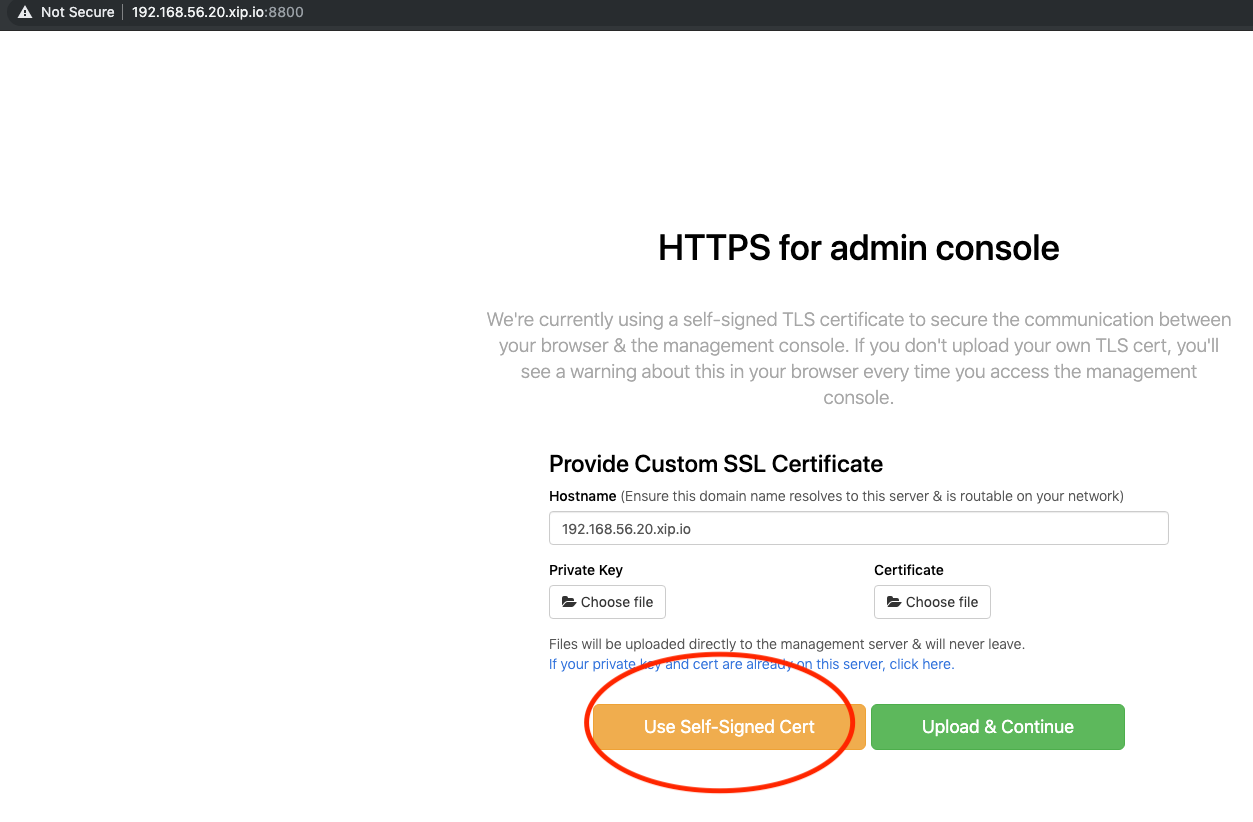 Not Secure | 192.168.56.20.xip.io:8800
HTTPS for admin console
We're currently using a self-signed TLS certificate to secure the communication between
your browser & the management console. If you don't upload your own TLS cert, you'll
see a warning about this in your browser every time you access the management
console.
Provide Custom SSL Certificate
Hostname (Ensure this domain name resolves to this server & is routable on your network)
192.168.56.20.xip.io
Private Key Certificate
Choose file Choose file
Files will be uploaded directly to the management server & will never leave.
If your private key and cert are already on this server, click here.
Use Self-Signed Cert Upload & Continue